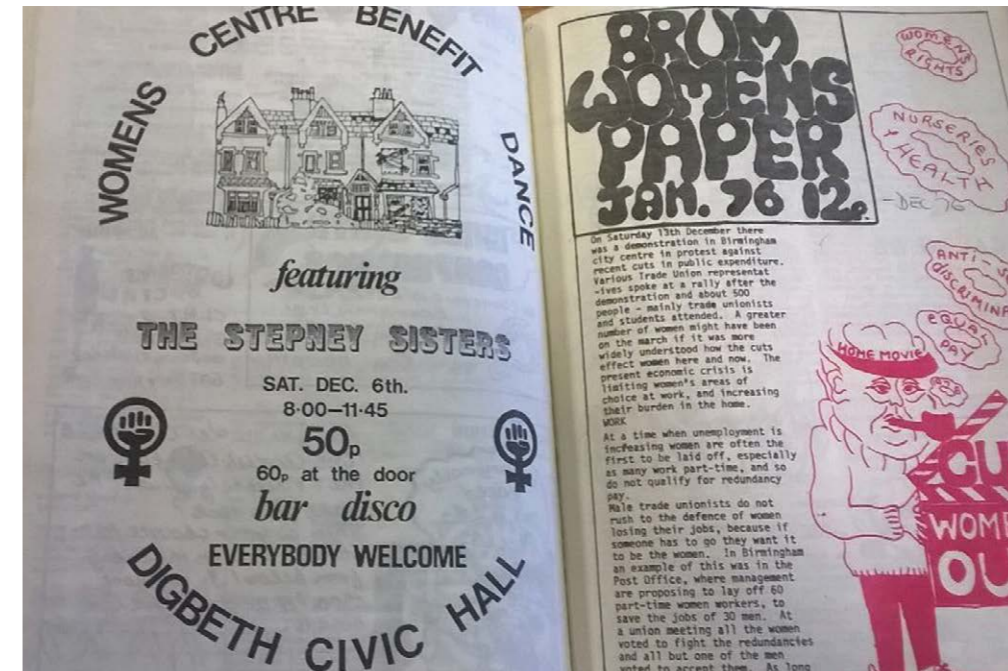 WOMENS CENTRE BENEFIT DANCE
featuring
THE STEPNEY SISTERS
SAT. DEC. 6th.
8·00—11·45
50p
60p at the door
bar disco
EVERYBODY WELCOME
DIGBETH CIVIC HALL
BRUM
WOMENS
PAPER
JAN. 76 12p
On Saturday 13th December there
was a demonstration in Birmingham
city centre in protest against
recent cuts in public expenditure.
Various Trade Union representat
-ives spoke at a rally after the
demonstration and about 500
people - mainly trade unionists
and students attended. A greater
number of women might have been
on the march if it was more
widely understood how the cuts
effect women here and now. The
present economic crisis is
limiting women's areas of
choice at work, and increasing
their burden in the home.
WORK
At a time when unemployment is
increasing women are often the
first to be laid off, especially
as many work part-time, and so
do not qualify for redundancy
pay.
Male trade unionists do not
rush to the defence of women
losing their jobs, because if
someone has to go they want it
to be the women. In Birmingham
an example of this was in the
Post Office, where management
are proposing to lay off 60
part-time women workers, to
save the jobs of 30 men. At
a union meeting all the women
voted to fight the redundancies
and all but one of the men
voted to accept them. As long
WOMENS
RIGHTS
NURSERIES
HEALTH
-DEC 76
ANTI-
DISCRIMINA
EQUAL
PAY
HOME MOVIE
CU
WOM
OU